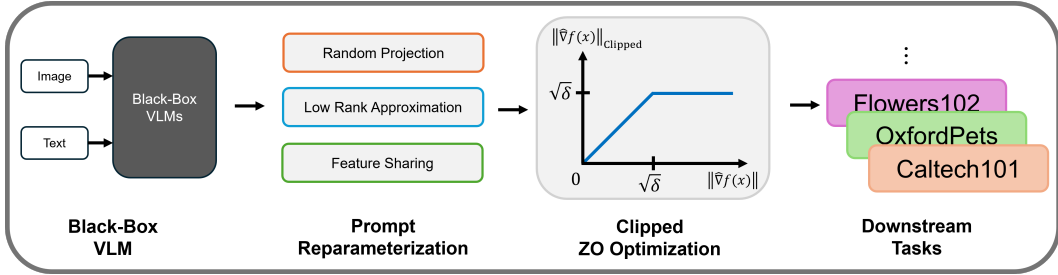 Image
Text
Black-Box
VLMs
Black-Box
VLM
Random Projection
Low Rank Approximation
Feature Sharing
Prompt
Reparameterization
‖∇̂f(x)‖Clipped
√δ
0
√δ
‖∇̂f(x)‖
Clipped
ZO Optimization
⋮
Flowers102
OxfordPets
Caltech101
Downstream
Tasks